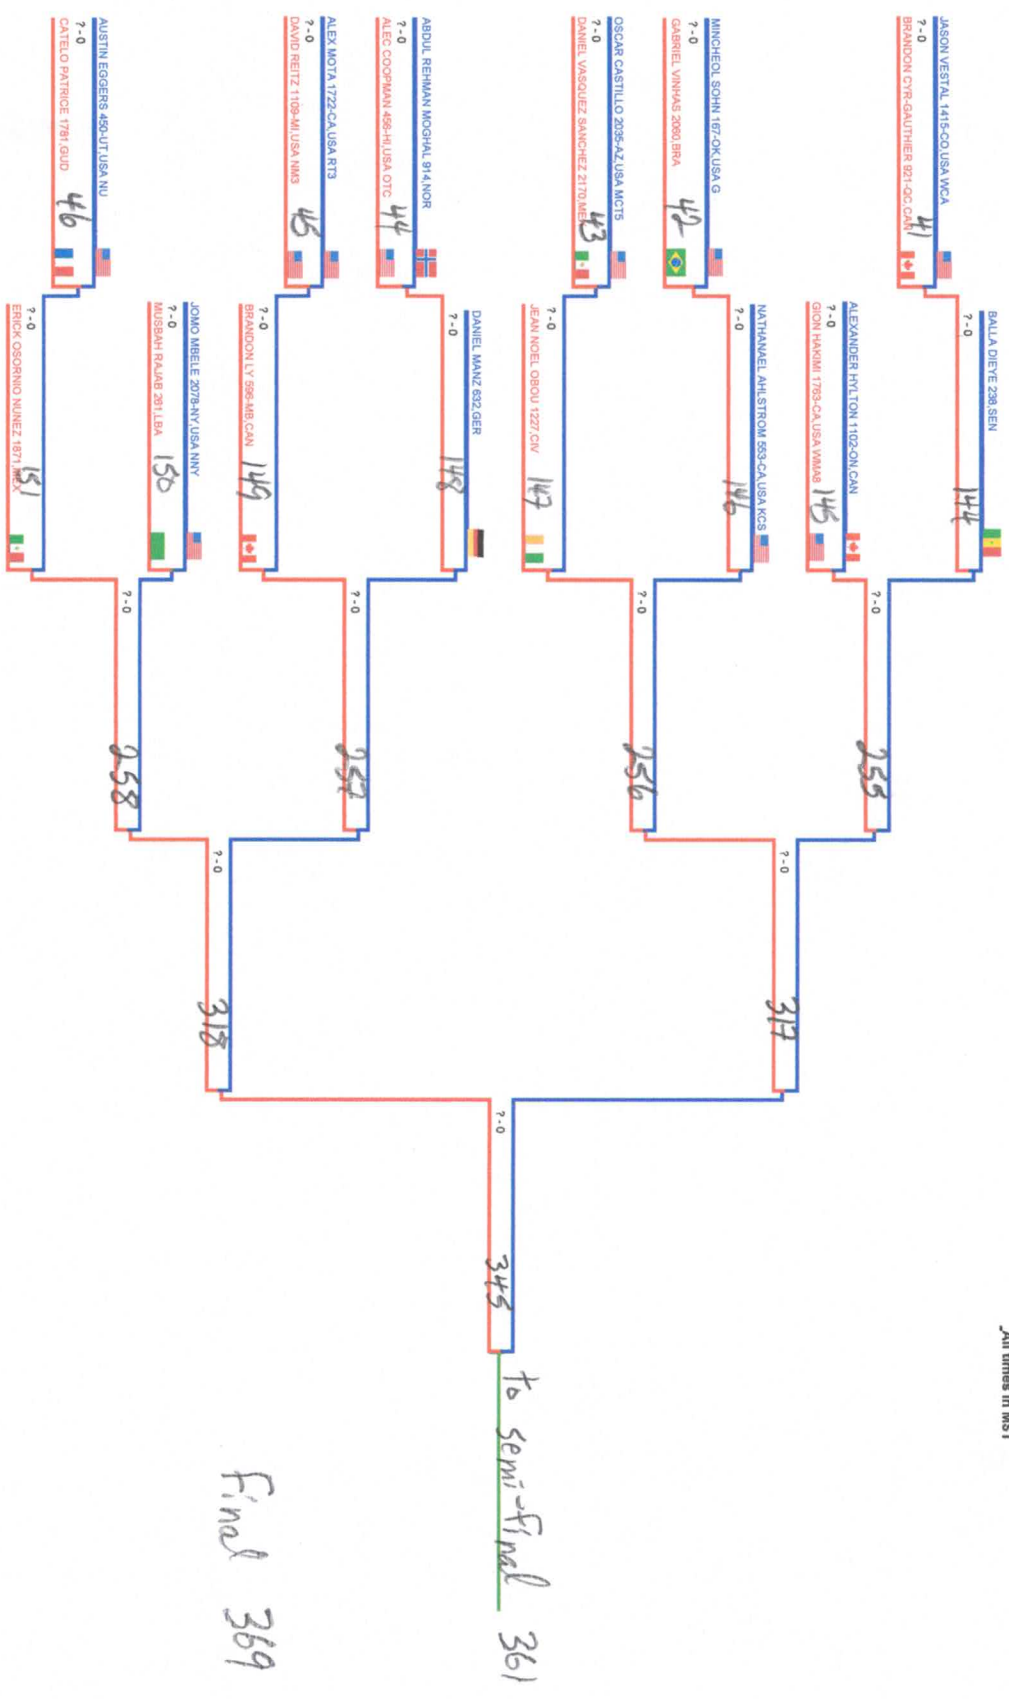 All times in MST
BALLA DIEYE 238,SEN
? - 0
144
JASON VESTAL 1415-CO,USA WCA
? - 0
41
BRANDON CYR-GAUTHIER 921-QC,CAN
ALEXANDER HYLTON 1102-ON,CAN
? - 0
145
GION HAKIMI 1763-CA,USA WMAB
? - 0
255
NATHANAEL AHLSTROM 553-CA,USA KCS
? - 0
146
MINCHEOL SOHN 167-OK,USA G
? - 0
42
GABRIEL VINHAS 2060,BRA
OSCAR CASTILLO 2035-AZ,USA MCT5
? - 0
43
DANIEL VASQUEZ SANCHEZ 2170,MEX
? - 0
147
JEAN NOEL OBOU 1227,CIV
? - 0
256
? - 0
317
DANIEL MANZ 632,GER
? - 0
148
ABDUL REHMAN MOGHAL 914,NOR
? - 0
44
ALEC COOPMAN 456-HI,USA OTC
ALEX MOTA 1722-CA,USA RT3
? - 0
45
DAVID REITZ 1109-MI,USA NM3
? - 0
149
BRANDON LY 596-MB,CAN
? - 0
257
JOMO MBELE 2078-NY,USA NNY
? - 0
150
MUSBAH RAJAB 261,LBA
AUSTIN EGGERS 450-UT,USA NU
? - 0
46
CATELO PATRICE 1781,GUD
? - 0
151
ERICK OSORNIO NUNEZ 1871,MEX
? - 0
258
? - 0
318
? - 0
345
to semi-final 361
Final 369